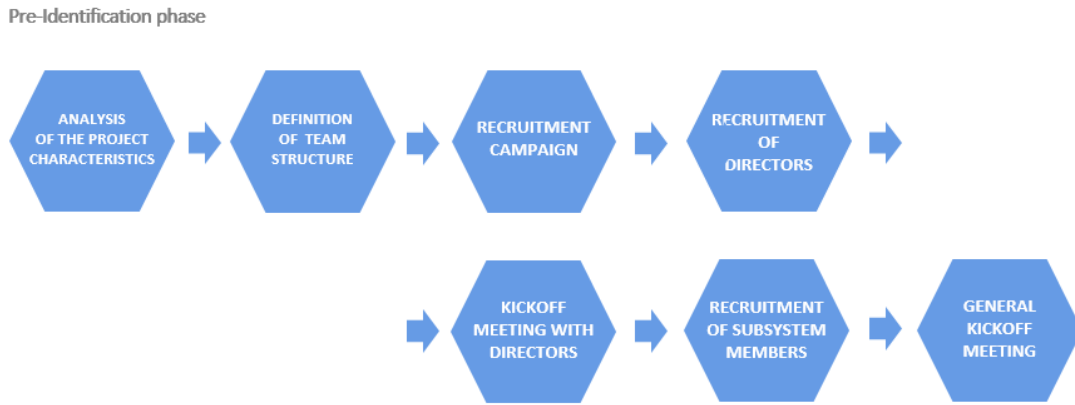 Pre-Identification phase
ANALYSIS
OF THE PROJECT
CHARACTERISTICS
DEFINITION
OF TEAM
STRUCTURE
RECRUITMENT
CAMPAIGN
RECRUITMENT
OF
DIRECTORS
KICKOFF
MEETING WITH
DIRECTORS
RECRUITMENT
OF SUBSYSTEM
MEMBERS
GENERAL
KICKOFF
MEETING